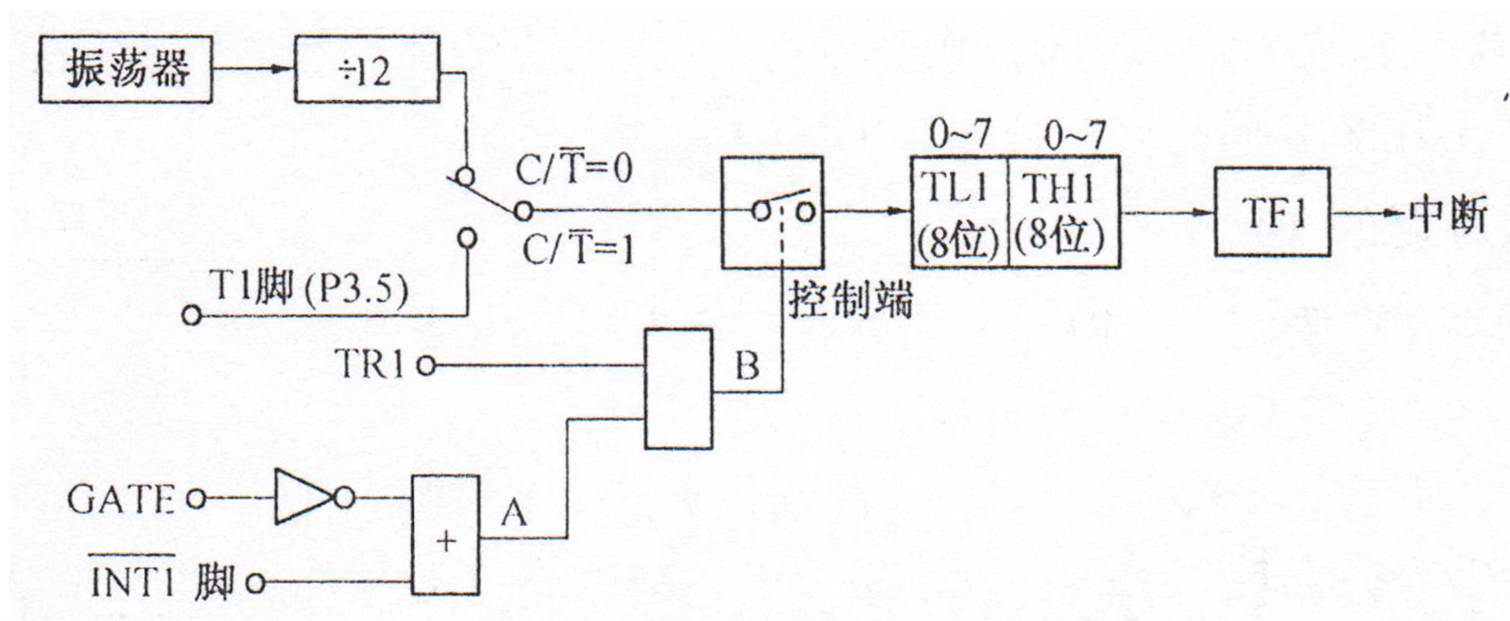 振荡器
÷12
C/T̅=0
C/T̅=1
T1脚(P3.5)
0~7 0~7
TL1 TH1
(8位) (8位)
TF1
中断
控制端
TR1
B
GATE
A
+
I̅N̅T̅1̅ 脚